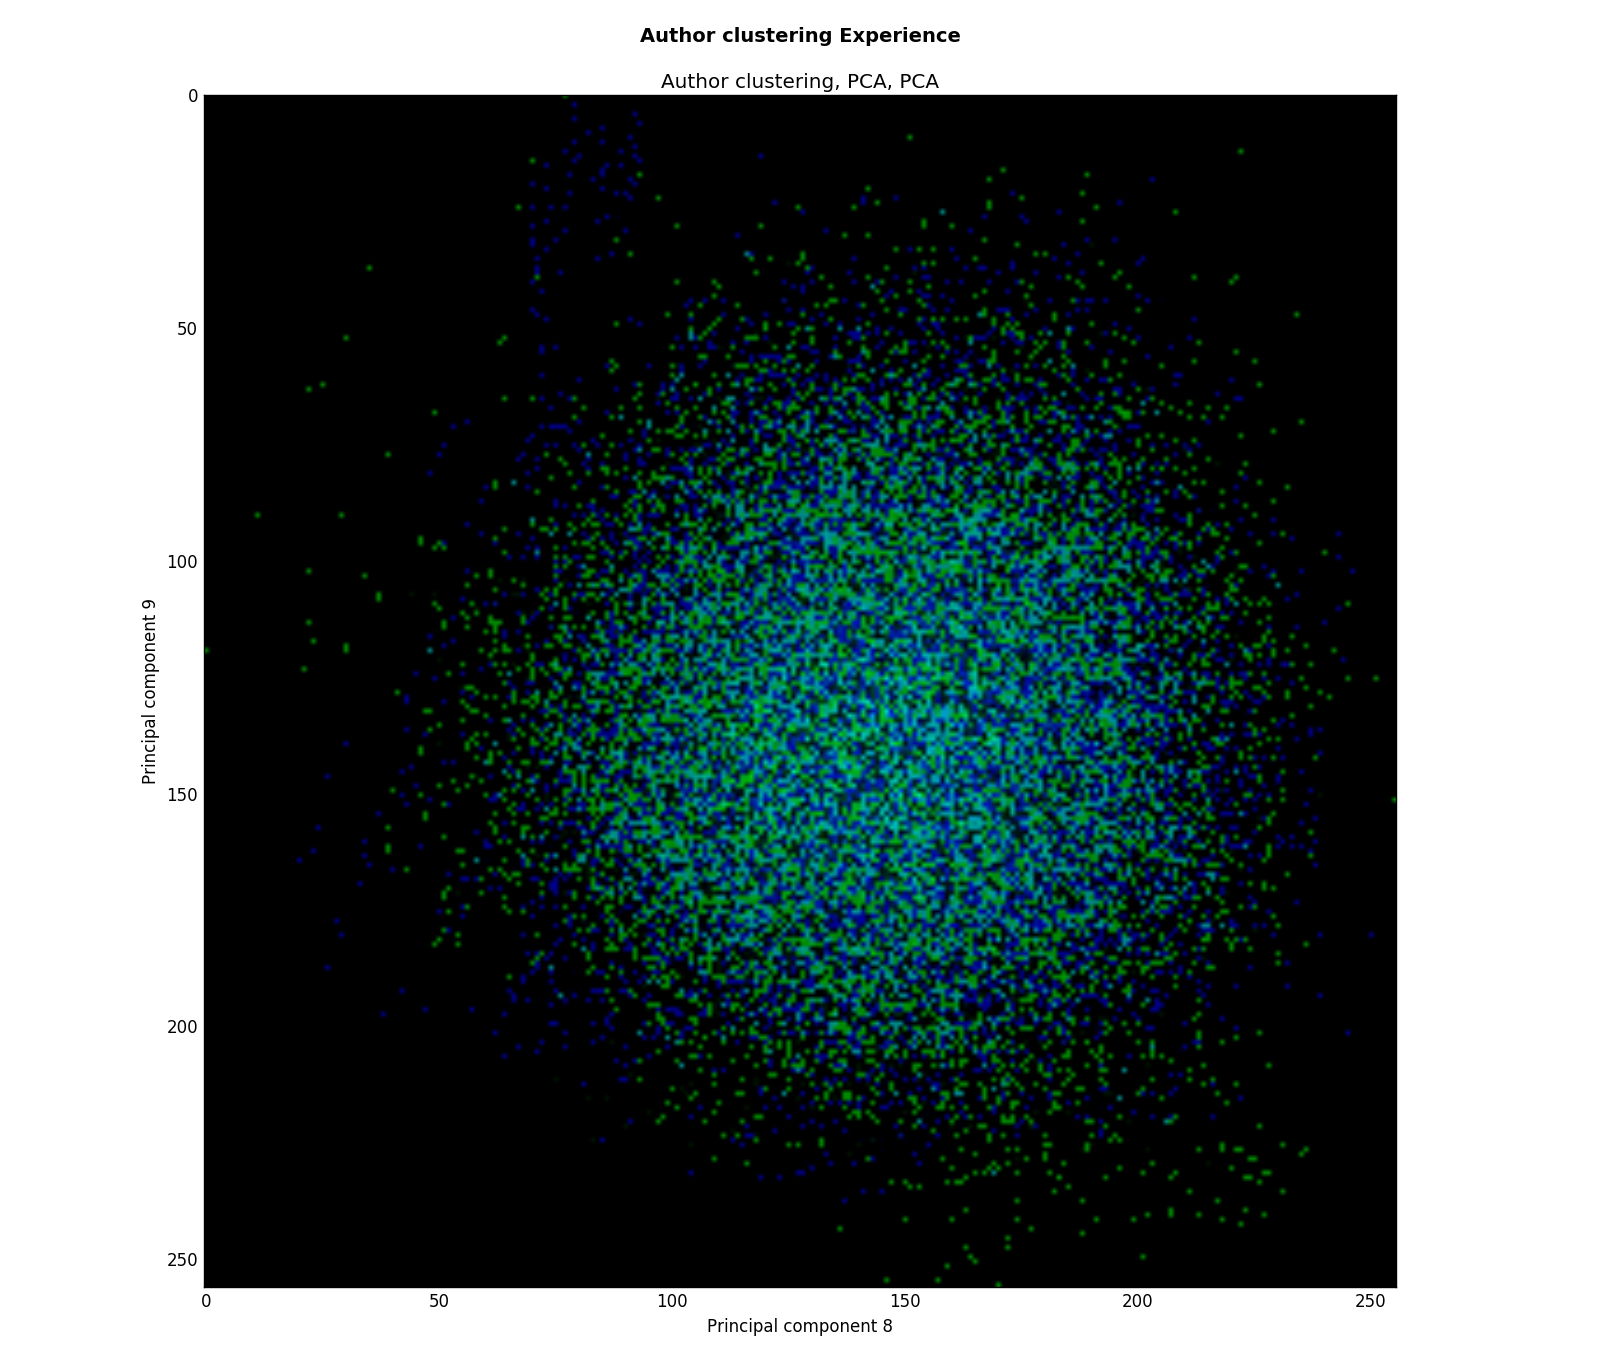 Author clustering Experience
Author clustering, PCA, PCA
0
50
100
150
200
250
Principal component 9
0 50 100 150 200 250
Principal component 8